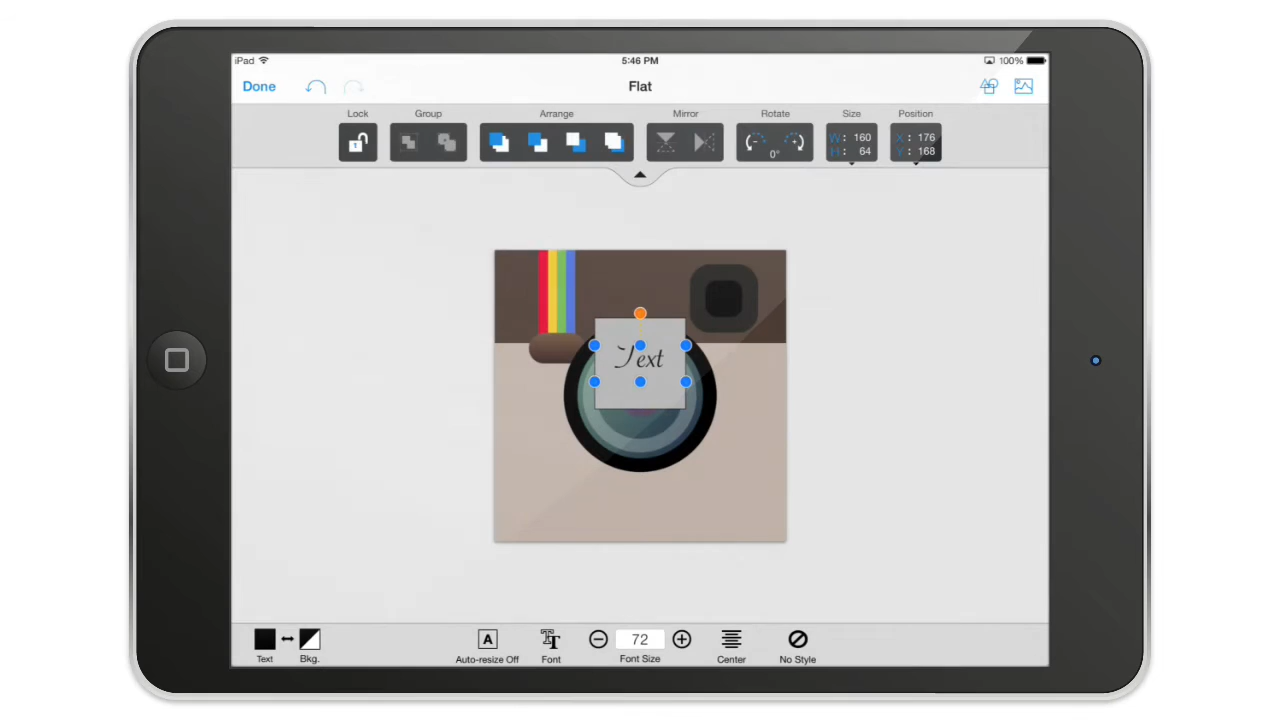 iPad 5:46 PM 100%
Done Flat
Lock Group Arrange Mirror Rotate Size Position
W: 160 X: 176
0° H: 64 Y: 168
Text
A 72
Text Bkg. Auto-resize Off Font Font Size Center No Style